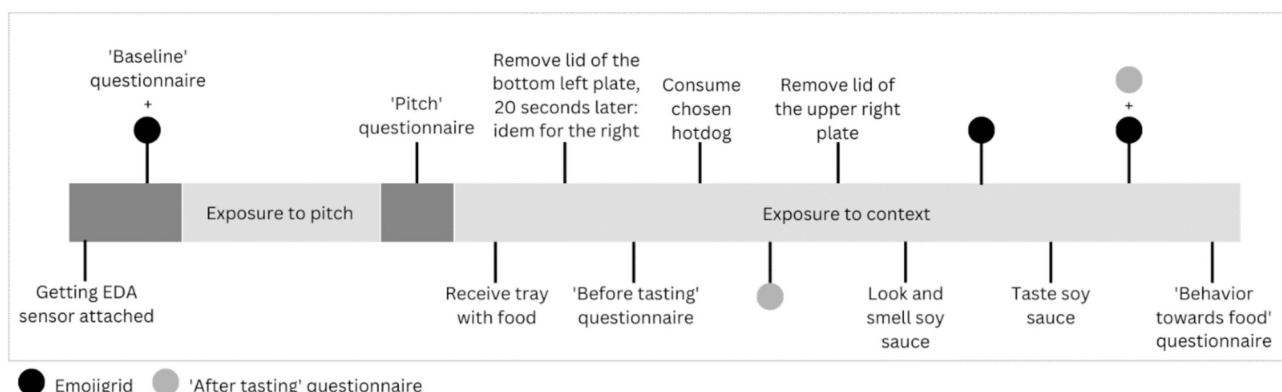 'Baseline'
questionnaire
+
'Pitch'
questionnaire
Remove lid of the
bottom left plate,
20 seconds later:
idem for the right
Consume
chosen
hotdog
Remove lid of
the upper right
plate
+
Exposure to pitch
Exposure to context
Getting EDA
sensor attached
Receive tray
with food
'Before tasting'
questionnaire
Look and
smell soy
sauce
Taste soy
sauce
'Behavior
towards food'
questionnaire
Emojigrid
'After tasting' questionnaire